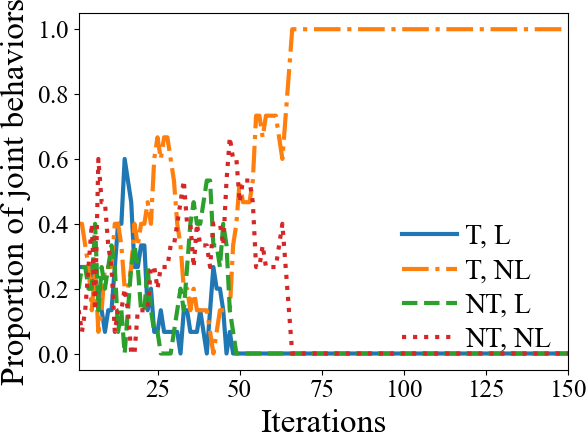 Proportion of joint behaviors
1.0
0.8
0.6
0.4
0.2
0.0
T, L
T, NL
NT, L
NT, NL
25 50 75 100 125 150
Iterations